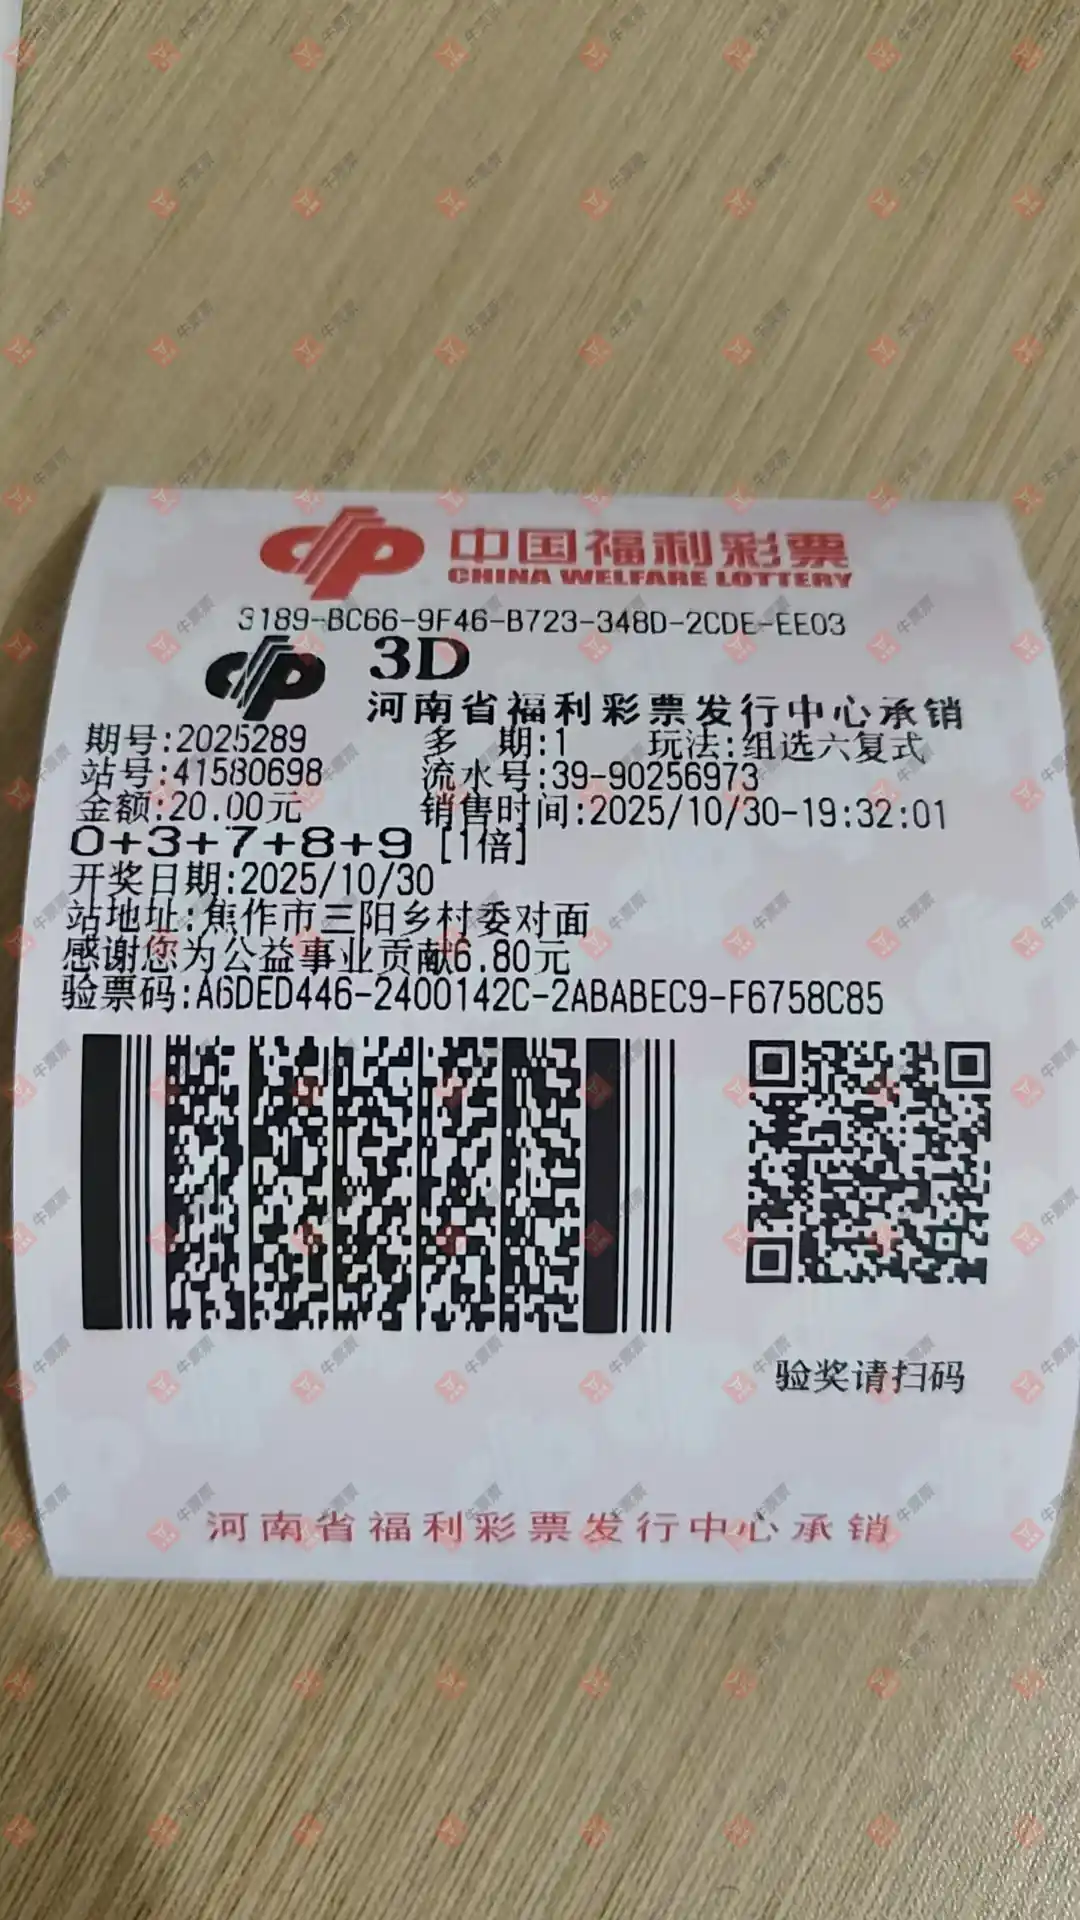 中国福利彩票
CHINA WELFARE LOTTERY
3189-BC66-9F46-B723-348D-2CDE-EE03
3D
河南省福利彩票发行中心承销
期号:2025289 多 期:1 玩法:组选六复式
站号:41580698 流水号:39-90256973
金额:20.00元 销售时间:2025/10/30-19:32:01
0+3+7+8+9 [1倍]
开奖日期:2025/10/30
站地址:焦作市三阳乡村委对面
感谢您为公益事业贡献6.80元
验票码:A6DED446-2400142C-2ABABEC9-F6758C85
验奖请扫码
河南省福利彩票发行中心承销
牛票票